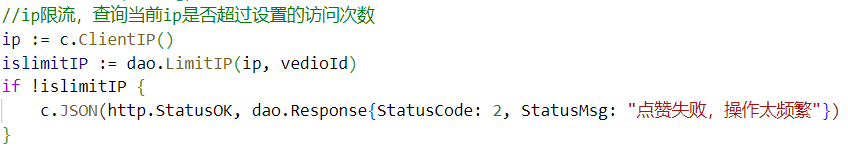 //ip限流，查询当前ip是否超过设置的访问次数
ip := c.ClientIP()
islimitIP := dao.LimitIP(ip, vedioId)
if !islimitIP {
    c.JSON(http.StatusOK, dao.Response{StatusCode: 2, StatusMsg: "点赞失败，操作太频繁"})
}